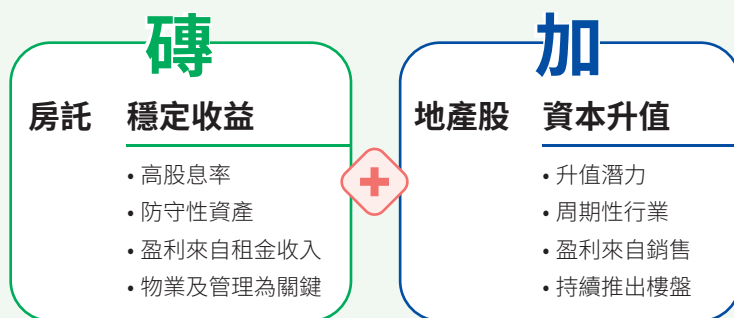 磚
房託 穩定收益
• 高股息率
• 防守性資產
• 盈利來自租金收入
• 物業及管理為關鍵
加
地產股 資本升值
• 升值潛力
• 周期性行業
• 盈利來自銷售
• 持續推出樓盤